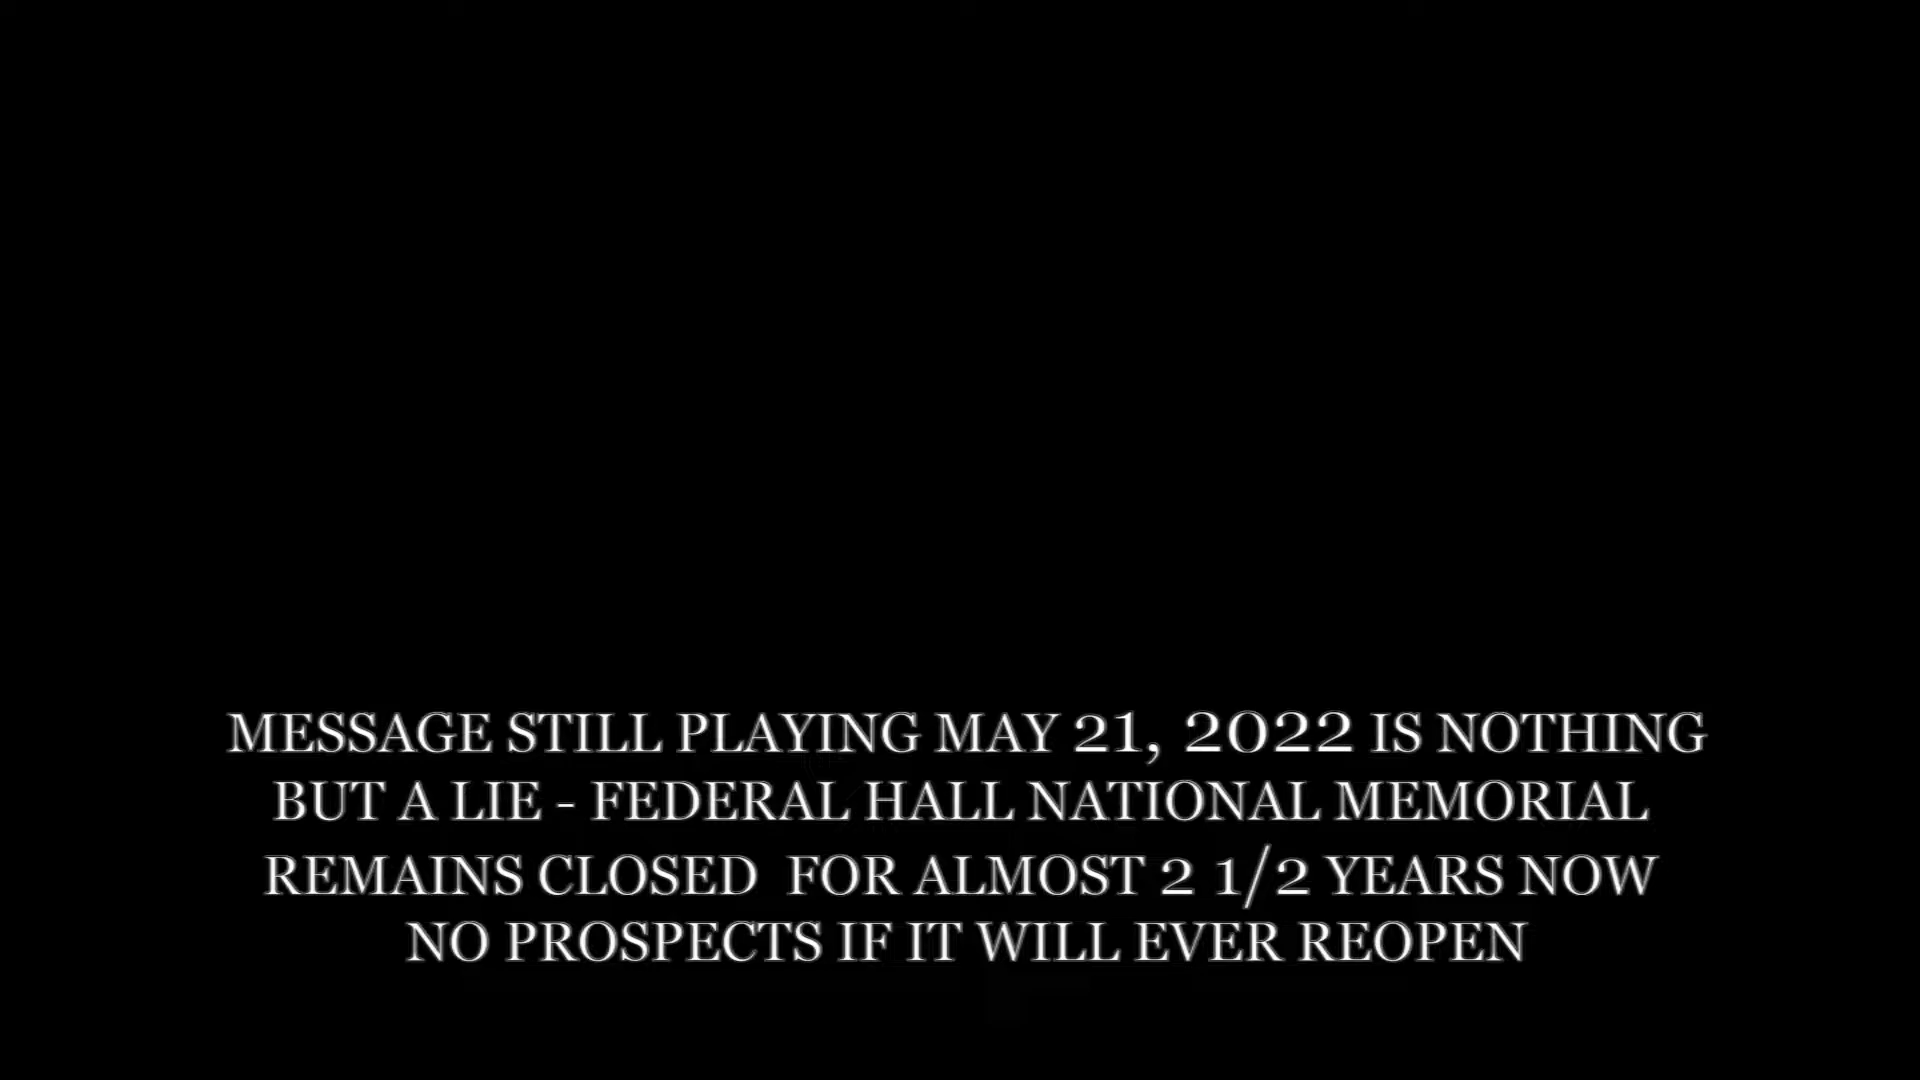 MESSAGE STILL PLAYING MAY 21, 2022 IS NOTHING
BUT A LIE - FEDERAL HALL NATIONAL MEMORIAL
REMAINS CLOSED  FOR ALMOST 2 1/2 YEARS NOW
NO PROSPECTS IF IT WILL EVER REOPEN